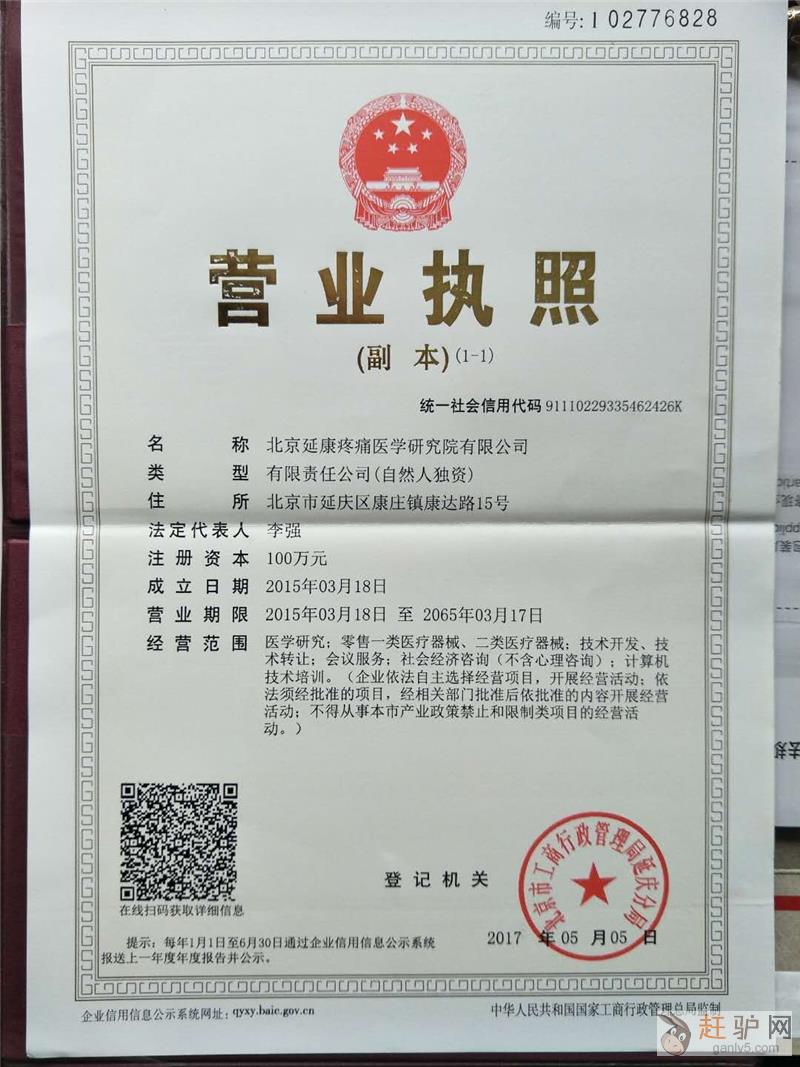 编号:1 02776828
营业执照
(副 本)(1-1)
统一社会信用代码 91110229335462426K
名 称 北京延康疼痛医学研究院有限公司
类 型 有限责任公司(自然人独资)
住 所 北京市延庆区康庄镇康达路15号
法定代表人 李强
注册资本 100万元
成立日期 2015年03月18日
营业期限 2015年03月18日 至 2065年03月17日
经营范围 医学研究；零售一类医疗器械、二类医疗器械；技术开发、技
术转让；会议服务；社会经济咨询（不含心理咨询）；计算机
技术培训。（企业依法自主选择经营项目，开展经营活动；依
法须经批准的项目，经相关部门批准后依批准的内容开展经营
活动；不得从事本市产业政策禁止和限制类项目的经营活
动。）
在线扫码获取详细信息
登记机关
北京市工商行政管理局延庆分局
2017 年 05 月 05 日
提示：每年1月1日至6月30日通过企业信用信息公示系统
报送上一年度年度报告并公示。
企业信用信息公示系统网址：qyxy.baic.gov.cn
中华人民共和国国家工商行政管理总局监制
赶驴网
ganlv5.com